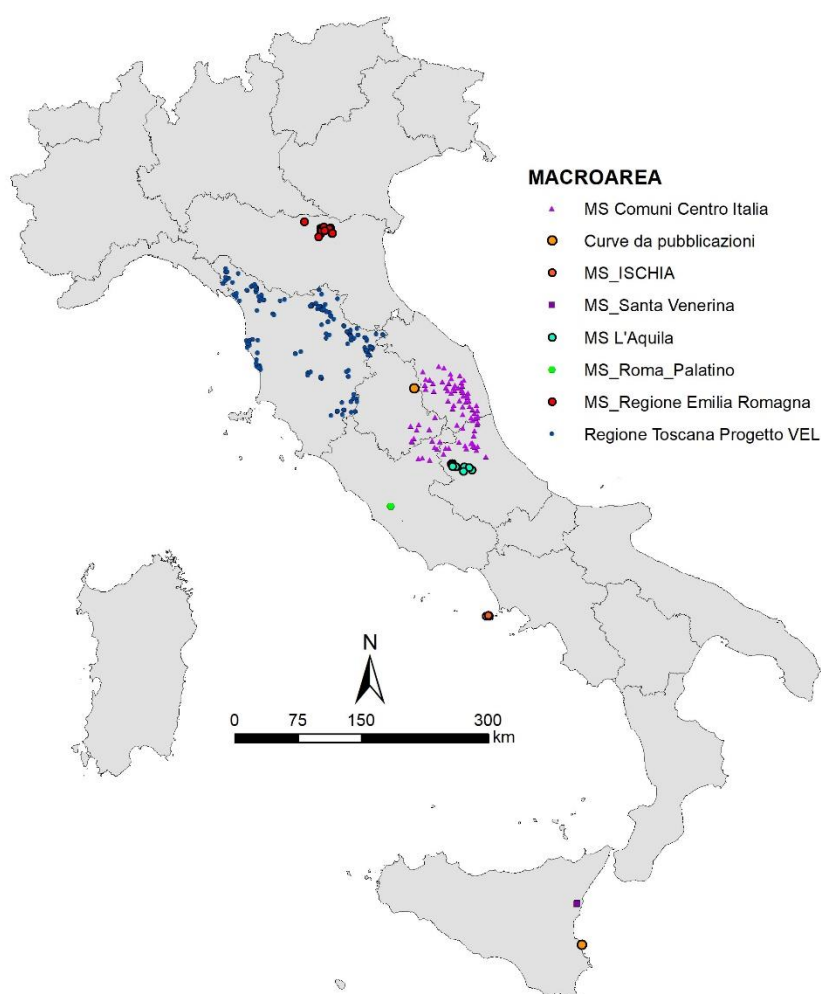 MACROAREA
MS Comuni Centro Italia
Curve da pubblicazioni
MS_ISCHIA
MS_Santa Venerina
MS L'Aquila
MS_Roma_Palatino
MS_Regione Emilia Romagna
Regione Toscana Progetto VEL
N
0 75 150 300
km